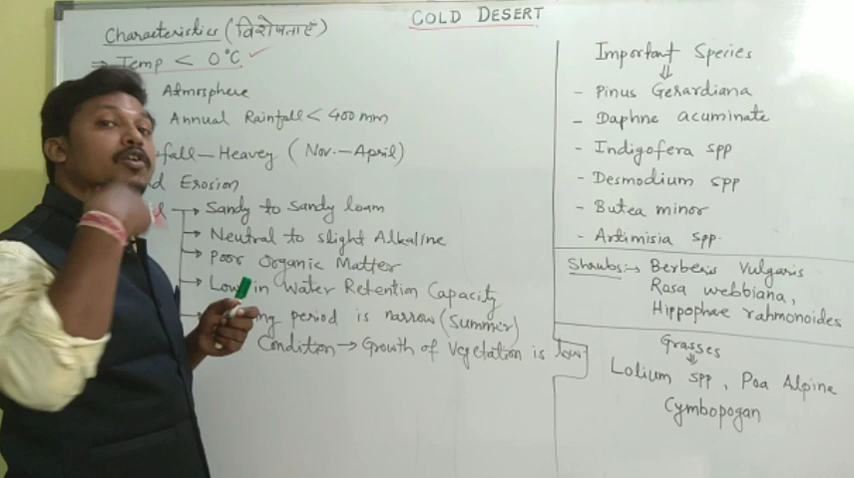 COLD DESERT
Characteristics (विशेषताएँ)
⇒ Temp < 0°C ✓
Atmosphere
Annual Rainfall < 400 mm
fall — Heavey (Nov. — April)
d Erosion
→ Sandy to Sandy loam
→ Neutral to slight Alkaline
→ Poor Organic Matter
→ Low in Water Retention Capacity
ng period is narrow (Summer)
Condition → Growth of Vegetation is low
Important Species
⇓
- Pinus Gerardiana
- Daphne acuminate
- Indigofera spp
- Desmodium spp
- Butea minor
- Artimisia spp.
Shrubs:→ Berberis Vulgaris
Rosa webbiana,
Hippophae rahmonoides
Grasses
⇓
Lolium spp, Poa Alpine
Cymbopogan